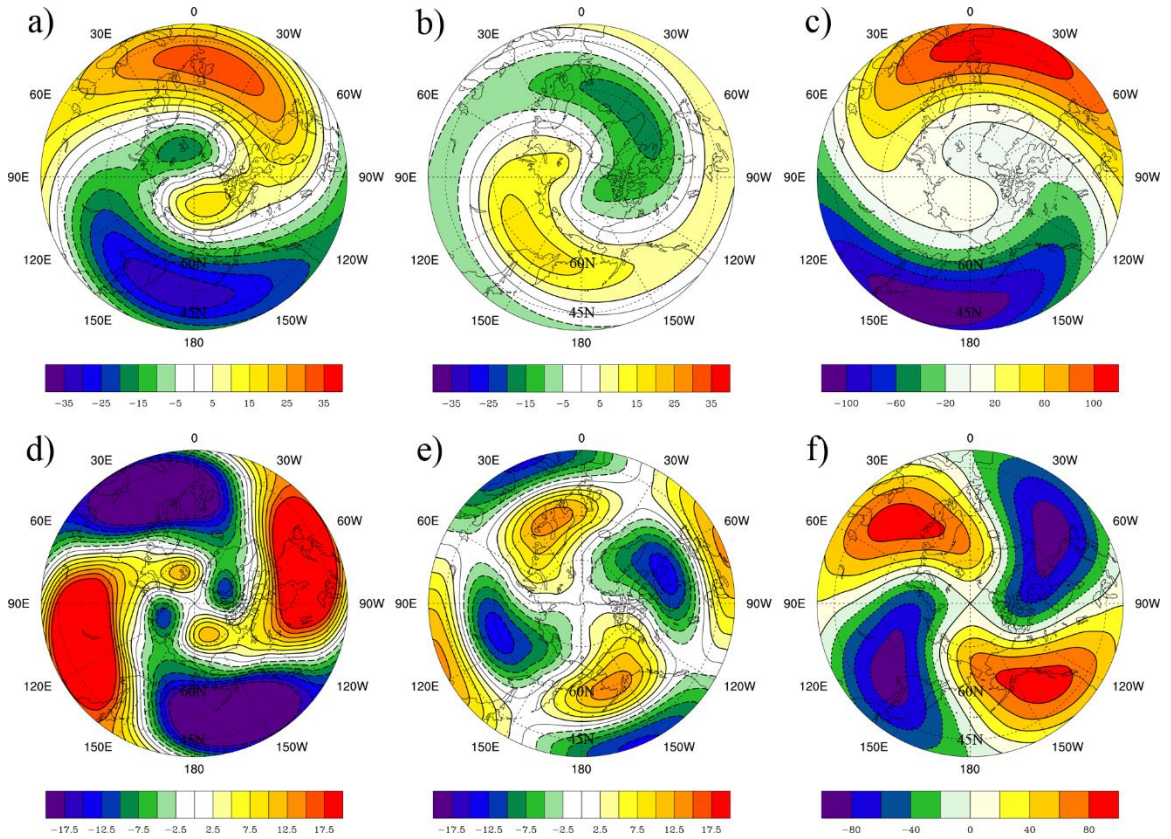 a) b) c)
0 0 0
30E 30W 30E 30W 30E 30W
60E 60W 60E 60W 60E 60W
90E 90W 90E 90W 90E 90W
60N 60N 60N
120E 120W 120E 120W 120E 120W
45N 45N 45N
150E 150W 150E 150W 150E 150W
180 180 180
-35 -25 -15 -5 5 15 25 35 -35 -25 -15 -5 5 15 25 35 -100 -60 -20 20 60 100
d) e) f)
0 0 0
30E 30W 30E 30W 30E 30W
60E 60W 60E 60W 60E 60W
90E 90W 90E 90W 90E 90W
60N 60N 60N
120E 120W 120E 120W 120E 120W
45N 45N 45N
150E 150W 150E 150W 150E 150W
180 180 180
-17.5 -12.5 -7.5 -2.5 2.5 7.5 12.5 17.5 -17.5 -12.5 -7.5 -2.5 2.5 7.5 12.5 17.5 -80 -40 0 40 80